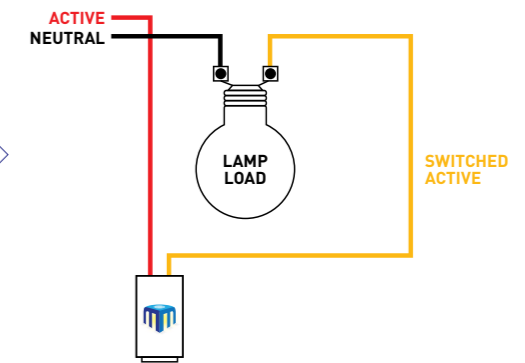 ACTIVE
NEUTRAL
LAMP
LOAD
SWITCHED
ACTIVE